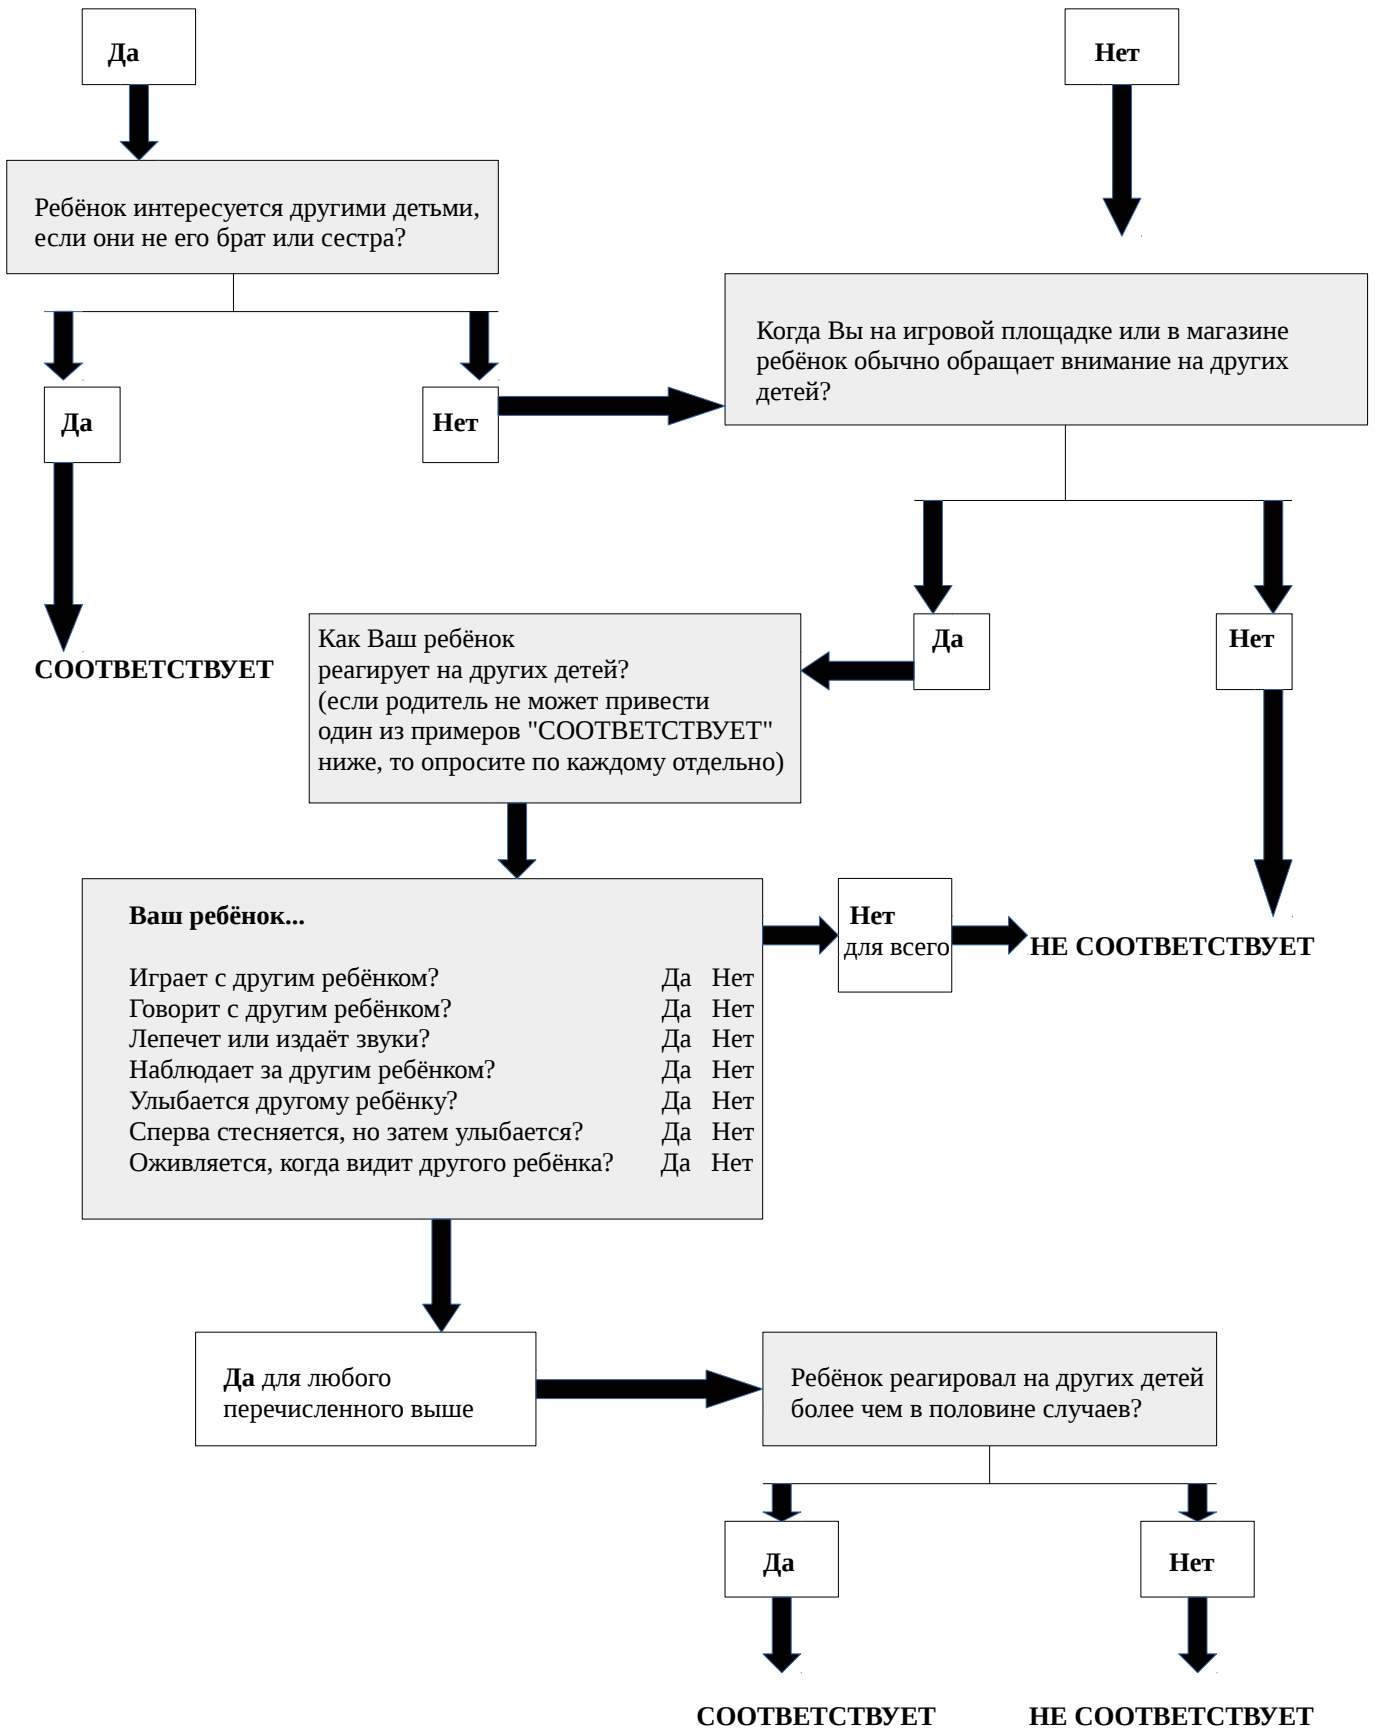 Да
Нет
Ребёнок интересуется другими детьми,
если они не его брат или сестра?
Когда Вы на игровой площадке или в магазине
ребёнок обычно обращает внимание на других
детей?
Да
Нет
Да
Нет
СООТВЕТСТВУЕТ
Как Ваш ребёнок
реагирует на других детей?
(если родитель не может привести
один из примеров "СООТВЕТСТВУЕТ"
ниже, то опросите по каждому отдельно)
Ваш ребёнок...
Нет
для всего
НЕ СООТВЕТСТВУЕТ
Играет с другим ребёнком? Да Нет
Говорит с другим ребёнком? Да Нет
Лепечет или издаёт звуки? Да Нет
Наблюдает за другим ребёнком? Да Нет
Улыбается другому ребёнку? Да Нет
Сперва стесняется, но затем улыбается? Да Нет
Оживляется, когда видит другого ребёнка? Да Нет
Да для любого
перечисленного выше
Ребёнок реагировал на других детей
более чем в половине случаев?
Да
Нет
СООТВЕТСТВУЕТ
НЕ СООТВЕТСТВУЕТ